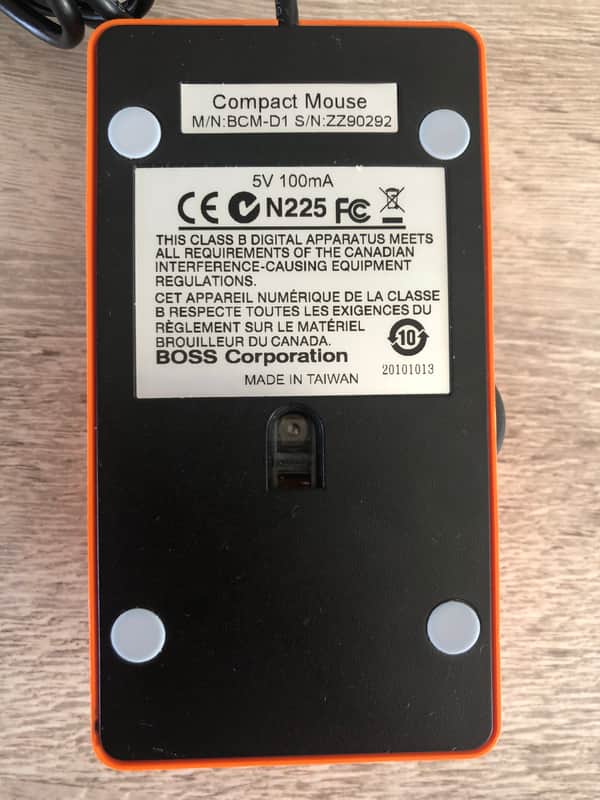 Compact Mouse
M/N:BCM-D1 S/N:ZZ90292
5V 100mA
CE N225 FC
THIS CLASS B DIGITAL APPARATUS MEETS
ALL REQUIREMENTS OF THE CANADIAN
INTERFERENCE-CAUSING EQUIPMENT
REGULATIONS.
CET APPAREIL NUMÉRIQUE DE LA CLASSE
B RESPECTE TOUTES LES EXIGENCES DU
RÈGLEMENT SUR LE MATÉRIEL
BROUILLEUR DU CANADA.
10
BOSS Corporation
MADE IN TAIWAN
20101013